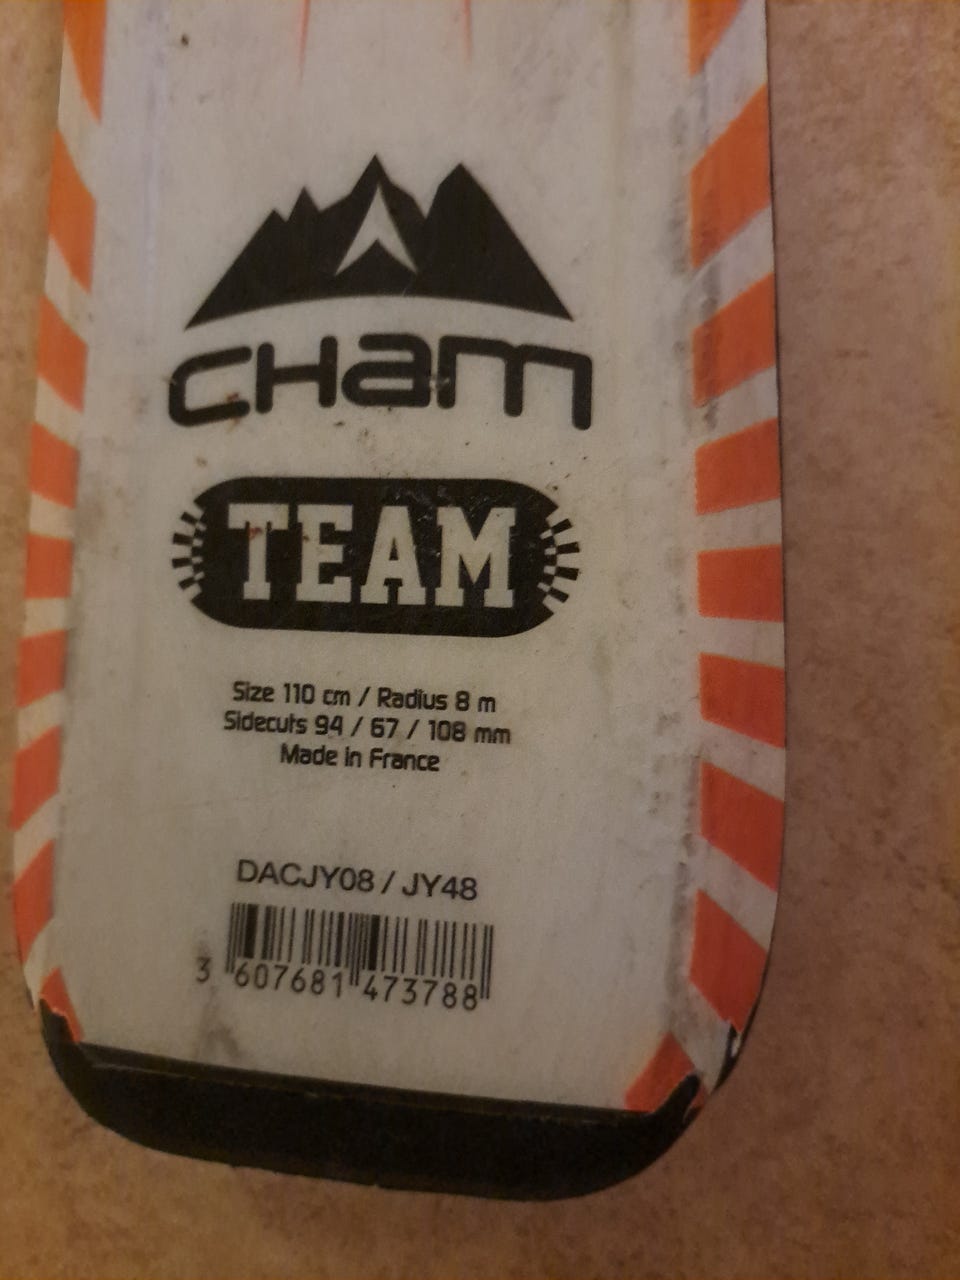 CHam
TEAM
Size 110 cm / Radius 8 m
Sidecuts 94 / 67 / 108 mm
Made in France
DACJY08 / JY48
3 607681 473788